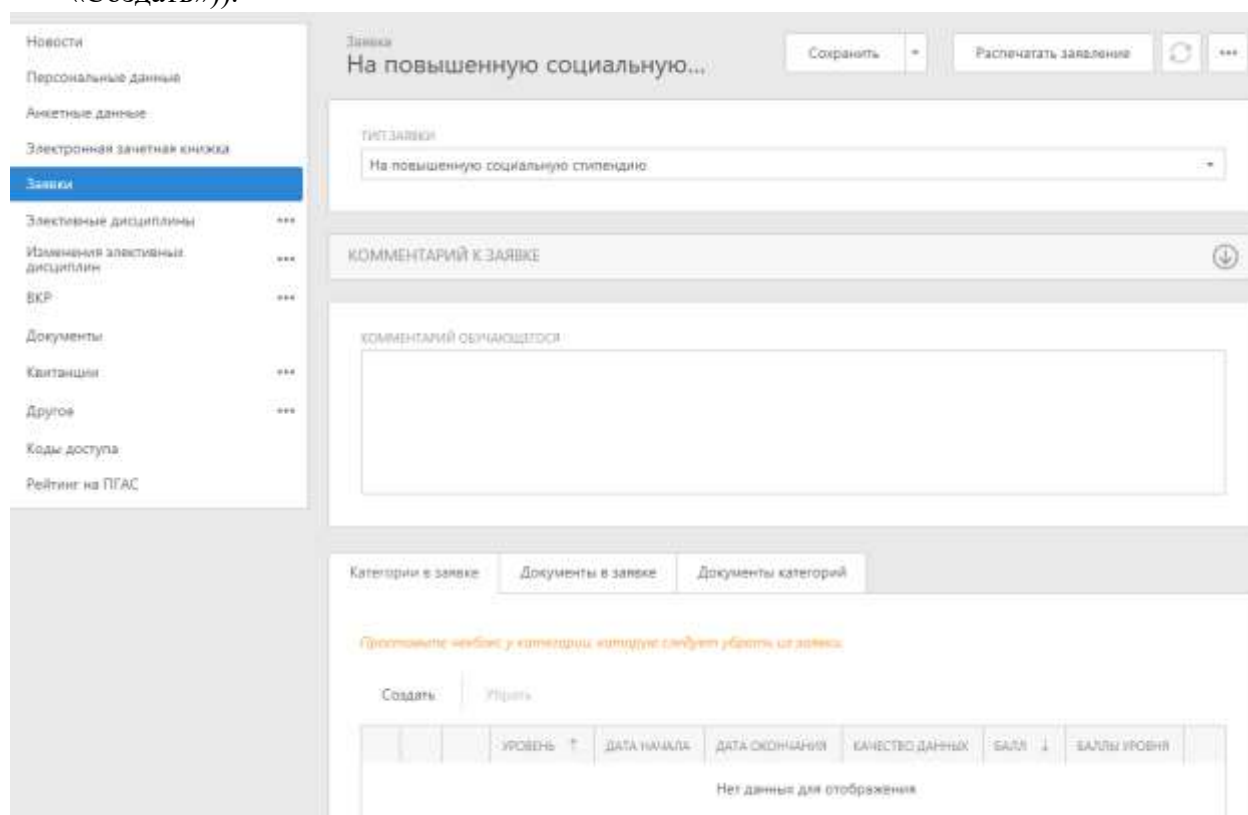 «Создать»)).
Новости
Персональные данные
Анкетные данные
Электронная зачетная книжка
Заявки
Элективные дисциплины
Изменения элективных
дисциплин
ВКР
Документы
Квитанции
Другое
Коды доступа
Рейтинг на ПГАС
Заявка
На повышенную социальную...
Сохранить
Распечатать заявление
ТИП ЗАЯВКИ
На повышенную социальную стипендию
КОММЕНТАРИЙ К ЗАЯВКЕ
КОММЕНТАРИЙ ОБУЧАЮЩЕГОСЯ
Категории в заявке Документы в заявке Документы категорий
Проставьте чекбокс у категории, которую следует убрать из заявки.
Создать Убрать
УРОВЕНЬ ↑ ДАТА НАЧАЛА ДАТА ОКОНЧАНИЯ КАЧЕСТВО ДАННЫХ БАЛЛ ↓ БАЛЛЫ УРОВНЯ
Нет данных для отображения